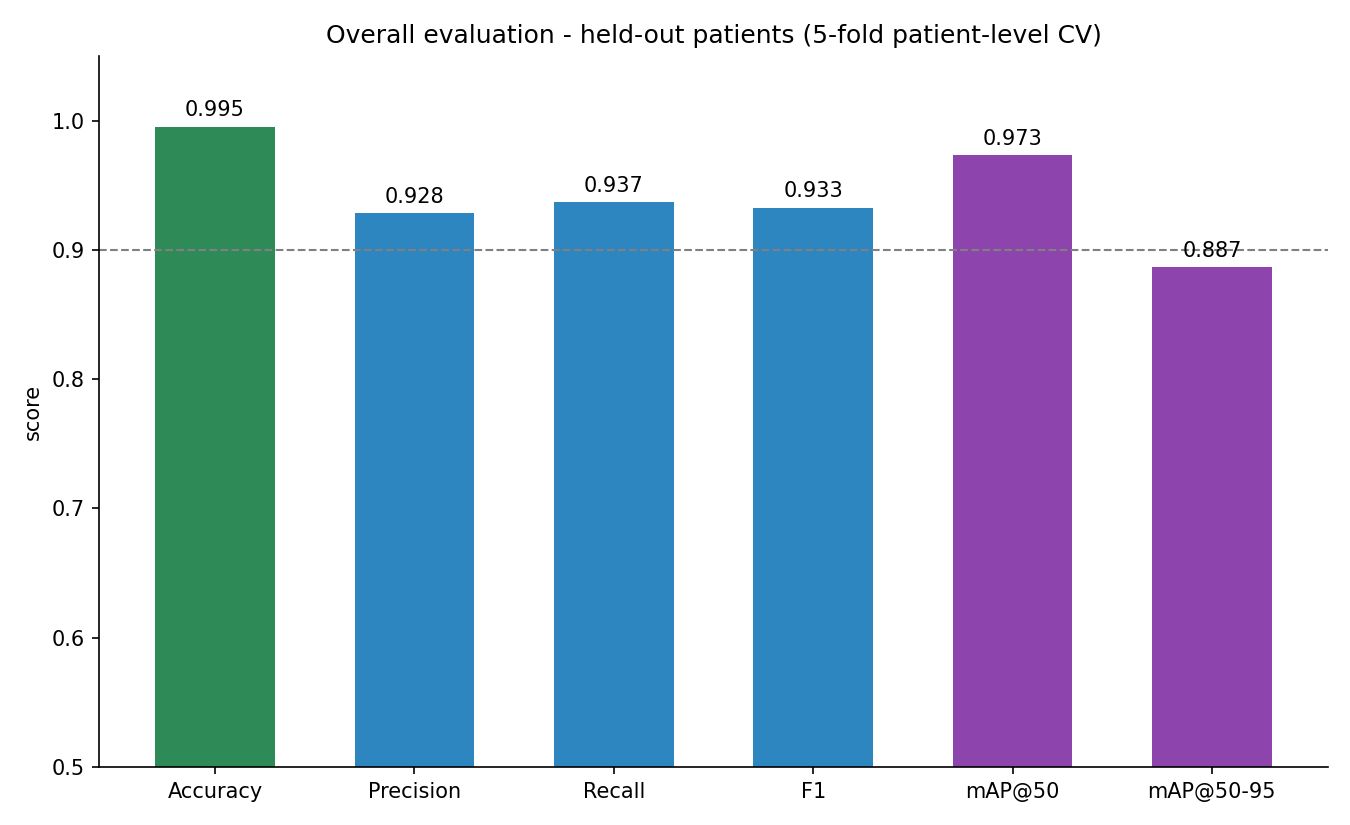 Overall evaluation - held-out patients (5-fold patient-level CV)
score
1.0
0.9
0.8
0.7
0.6
0.5
0.995
0.928
0.937
0.933
0.973
0.887
Accuracy
Precision
Recall
F1
mAP@50
mAP@50-95